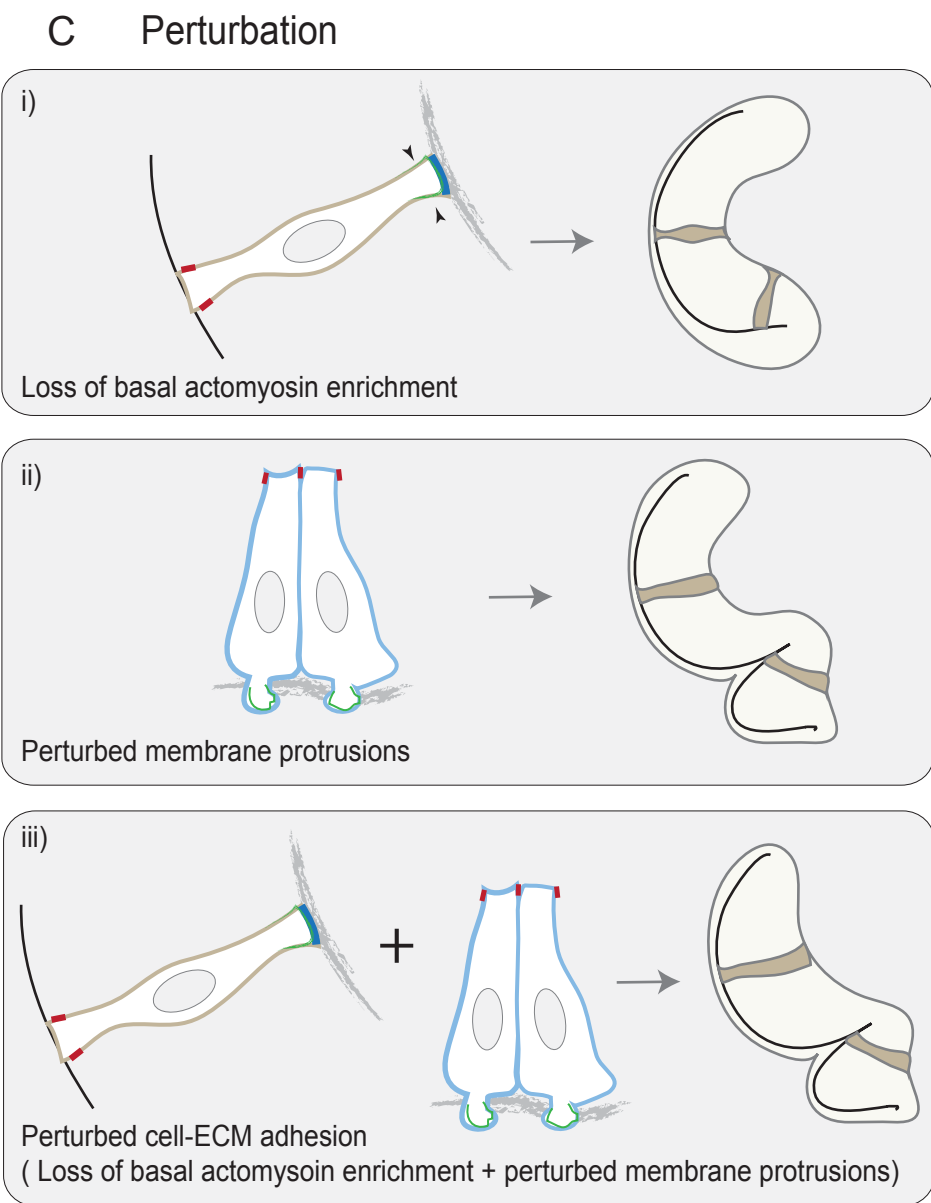 C Perturbation
i)
Loss of basal actomyosin enrichment
ii)
Perturbed membrane protrusions
iii)
+
Perturbed cell-ECM adhesion
( Loss of basal actomysoin enrichment + perturbed membrane protrusions)